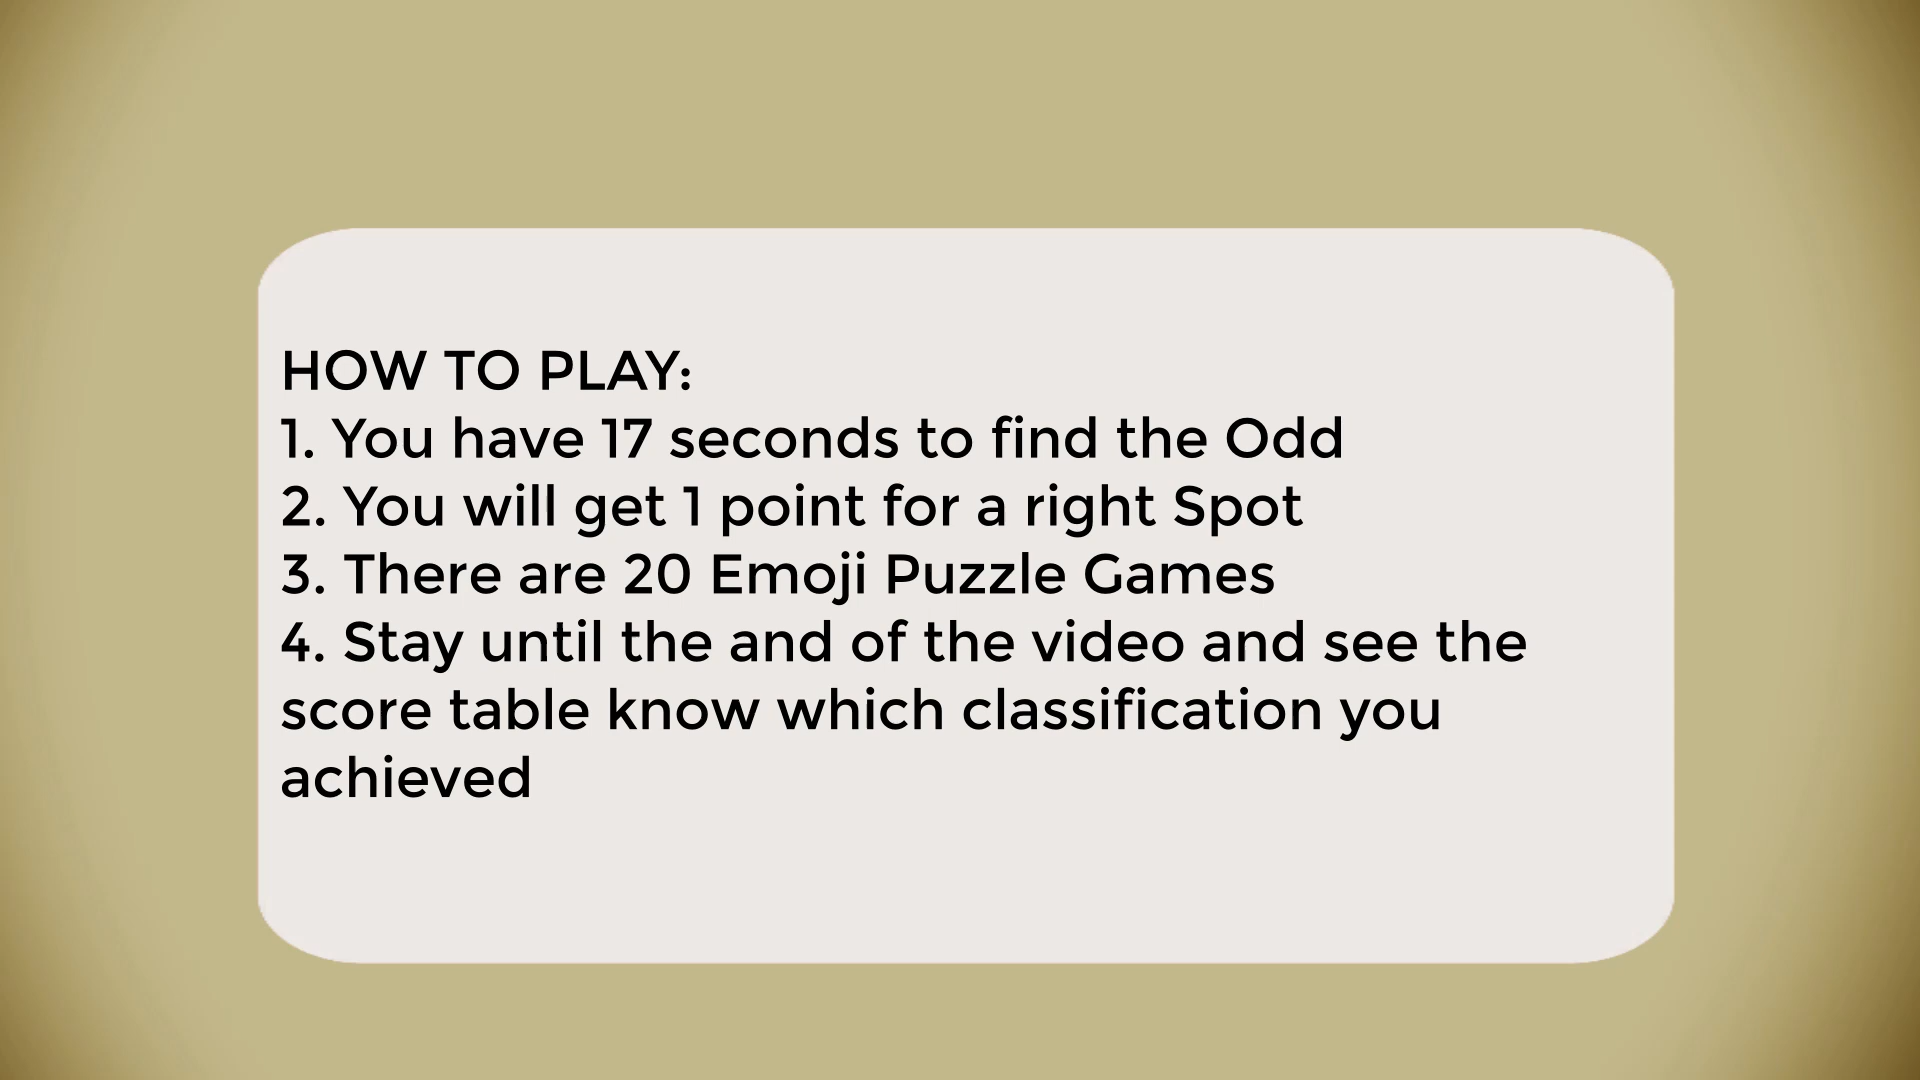 HOW TO PLAY:
1. You have 17 seconds to find the Odd
2. You will get 1 point for a right Spot
3. There are 20 Emoji Puzzle Games
4. Stay until the and of the video and see the
score table know which classification you
achieved